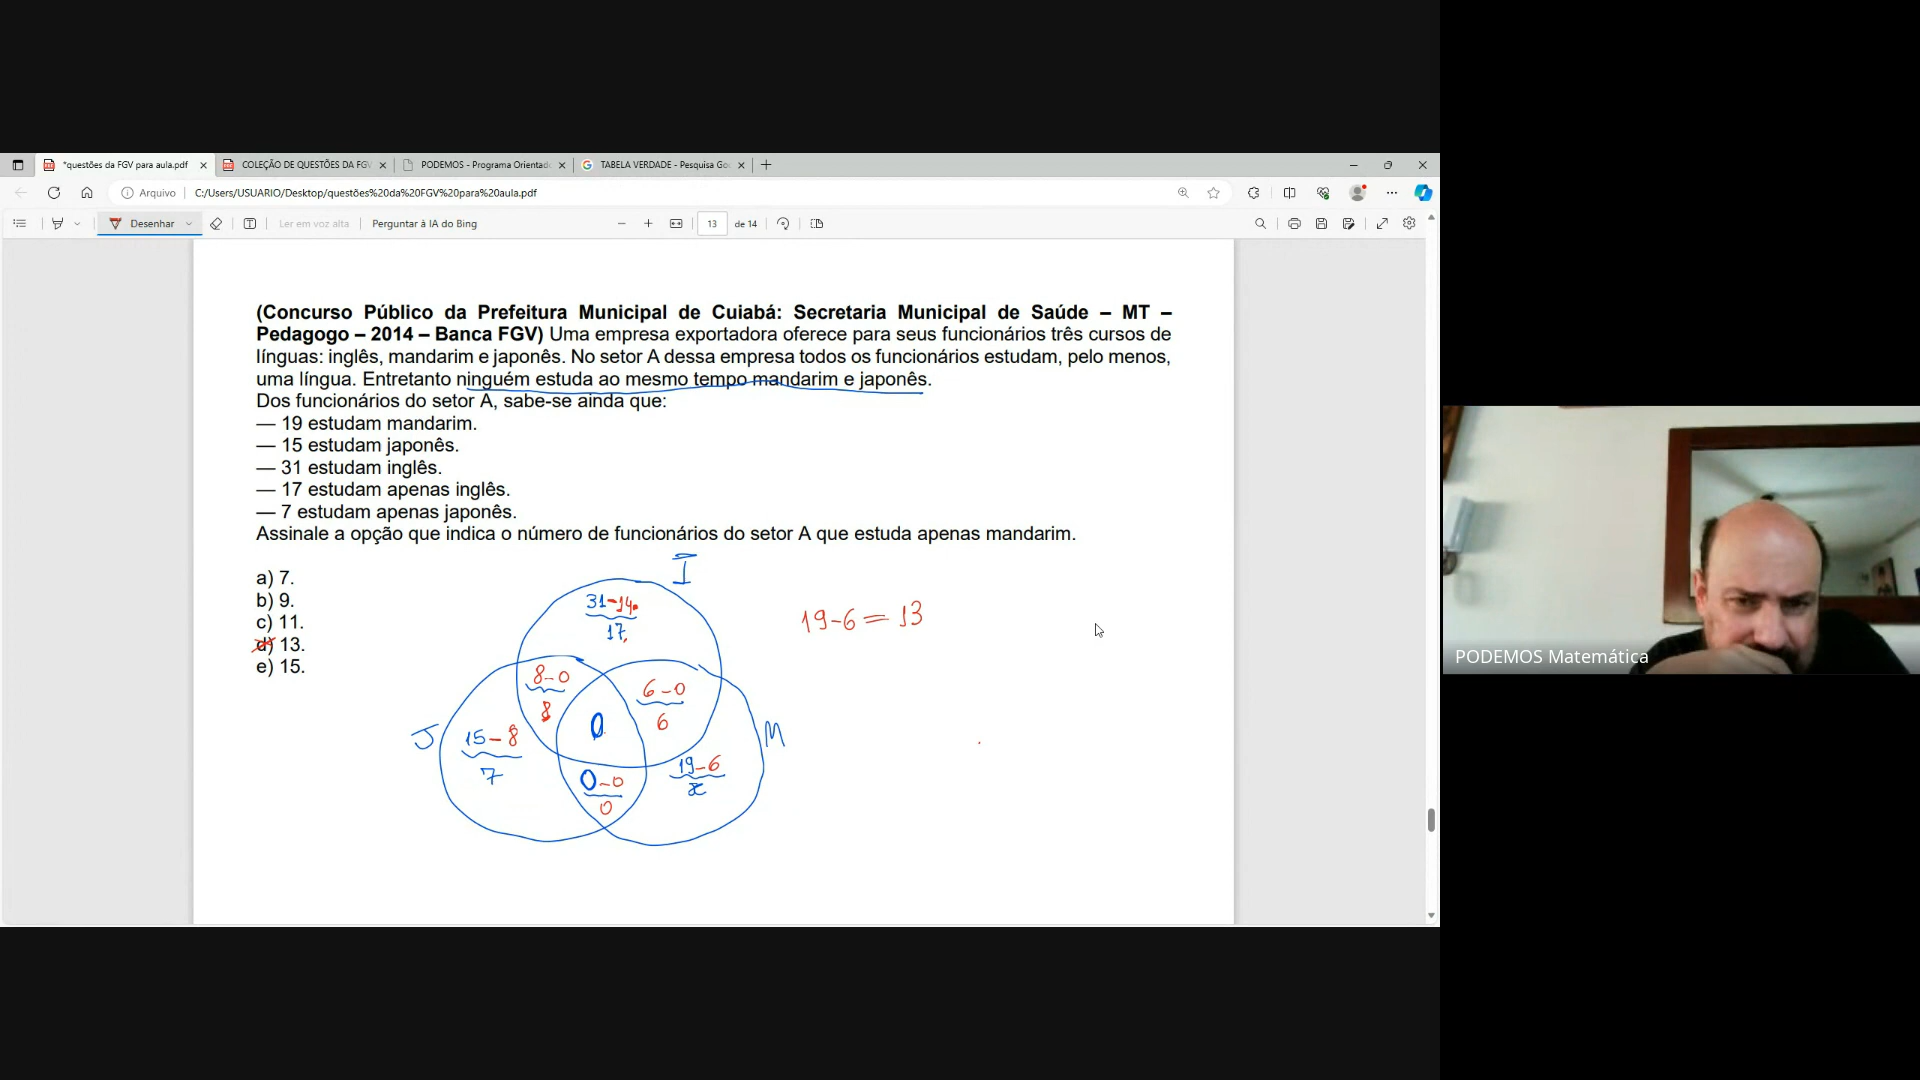 *questões da FGV para aula.pdf
COLEÇÃO DE QUESTÕES DA FGV
PODEMOS - Programa Orientado
TABELA VERDADE - Pesquisa Go
Arquivo
C:/Users/USUARIO/Desktop/questões%20da%20FGV%20para%20aula.pdf
Desenhar
Ler em voz alta
Perguntar à IA do Bing
13
de 14
(Concurso Público da Prefeitura Municipal de Cuiabá: Secretaria Municipal de Saúde – MT –
Pedagogo – 2014 – Banca FGV) Uma empresa exportadora oferece para seus funcionários três cursos de
línguas: inglês, mandarim e japonês. No setor A dessa empresa todos os funcionários estudam, pelo menos,
uma língua. Entretanto ninguém estuda ao mesmo tempo mandarim e japonês.
Dos funcionários do setor A, sabe-se ainda que:
— 19 estudam mandarim.
— 15 estudam japonês.
— 31 estudam inglês.
— 17 estudam apenas inglês.
— 7 estudam apenas japonês.
Assinale a opção que indica o número de funcionários do setor A que estuda apenas mandarim.
a) 7.
b) 9.
c) 11.
d) 13.
e) 15.
I
31-14
17
19-6=13
8-0
8
6-0
6
0
J
15-8
7
M
0-0
0
19-6
x
PODEMOS Matemática